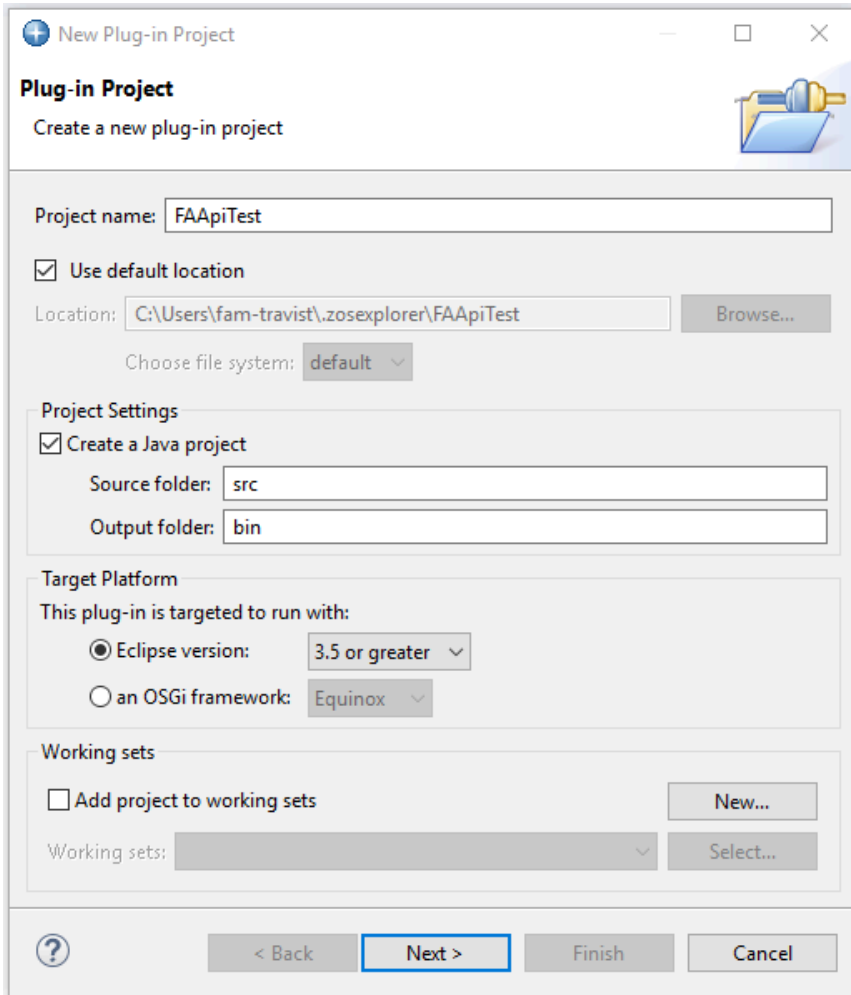 New Plug-in Project
Plug-in Project
Create a new plug-in project
Project name: FAApiTest
Use default location
Location: C:\Users\fam-travist\.zosexplorer\FAApiTest Browse...
Choose file system: default
Project Settings
Create a Java project
Source folder: src
Output folder: bin
Target Platform
This plug-in is targeted to run with:
Eclipse version: 3.5 or greater
an OSGi framework: Equinox
Working sets
Add project to working sets New...
Working sets: Select...
? < Back Next > Finish Cancel